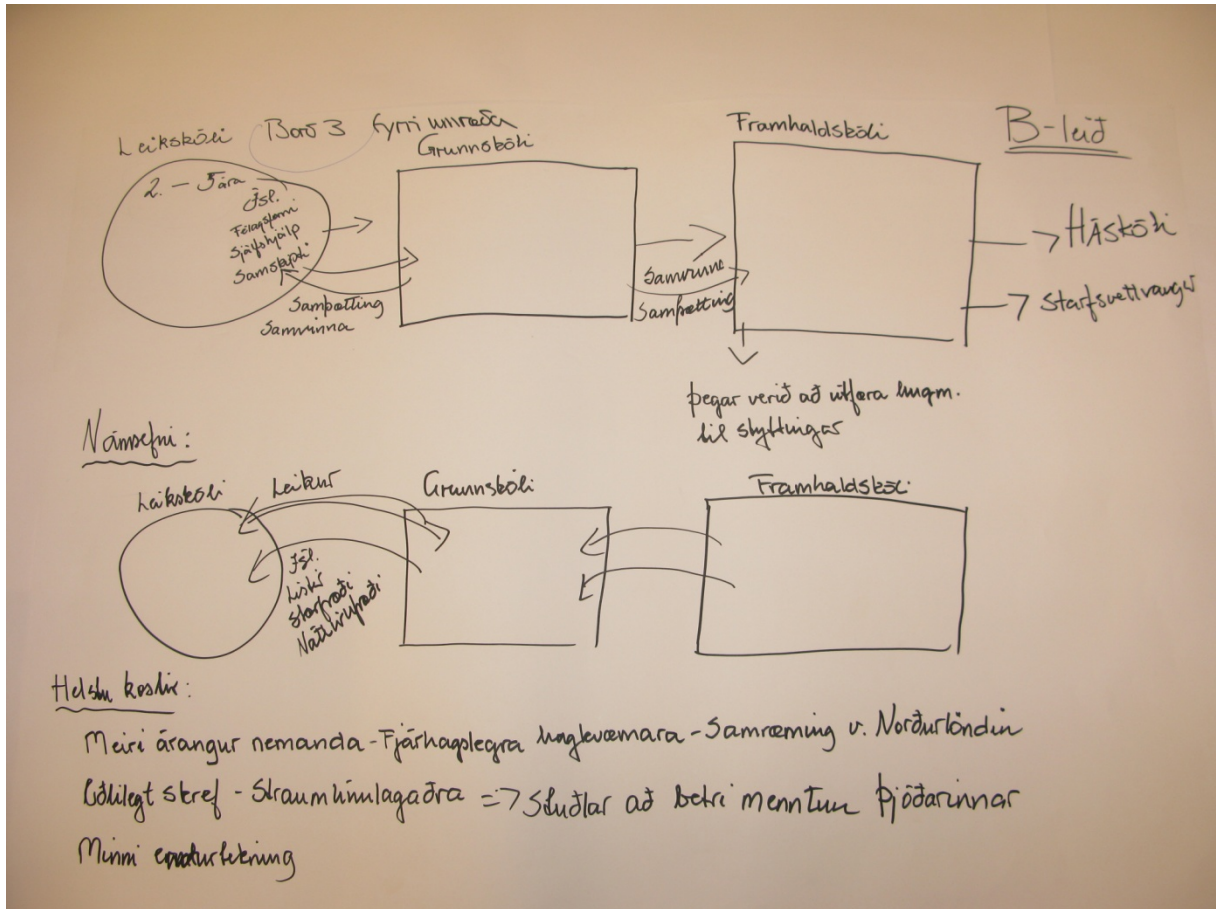 Leikskóli
Borð 3 fyrri umræða
Grunnskóli
Framhaldskóli
B-leið
2. - 5 ára
Ísl.
Félagsfærni
Sjálfshjálp
Samskipti
Samþætting
Samvinna
Samvinna
Samþætting
HÁSKÓLI
Starfsvettvangur
þegar verið að útfæra hugm.
til styttingar
Námsefni:
Leikskóli
Leikur
Grunnskóli
Framhaldskóli
Ísl.
Listir
Stærðfræði
Náttúrufræði
Helstu kostir:
Meiri árangur nemanda - Fjárhagslegra hagkvæmara - Samræming v. Norðurlöndin
Eðlilegt skref - Straumlínulagaðra => Stuðlar að betri menntun þjóðarinnar
Minni endurtekning